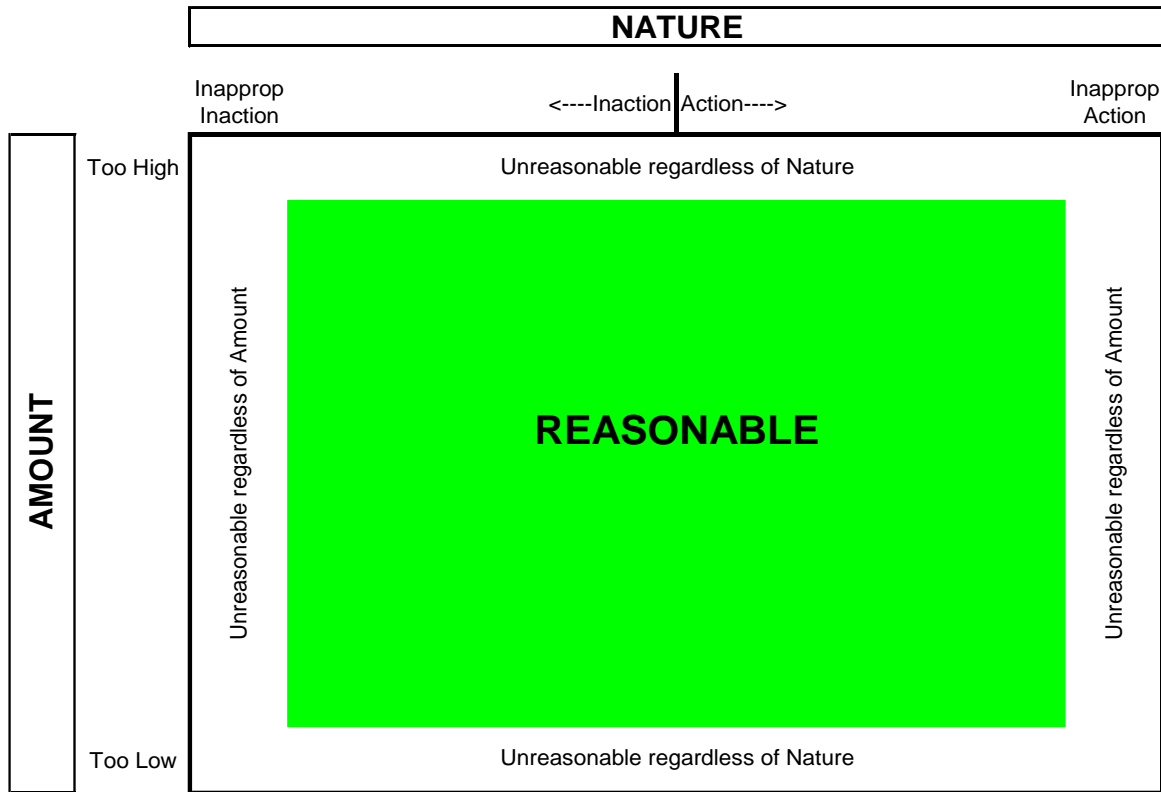 NATURE
Inapprop
Inaction
<----Inaction Action---->
Inapprop
Action
Too High
Unreasonable regardless of Nature
AMOUNT
Unreasonable regardless of Amount
REASONABLE
Unreasonable regardless of Amount
Too Low
Unreasonable regardless of Nature